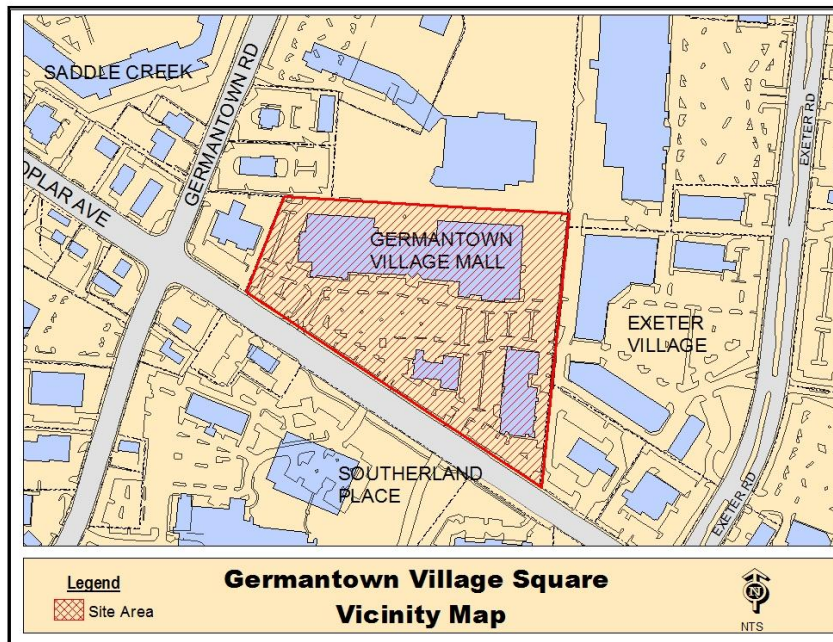 SADDLE CREEK
GERMANTOWN RD
EXETER RD
OPLAR AVE
GERMANTOWN
VILLAGE MALL
EXETER
VILLAGE
SOUTHERLAND
PLACE
EXETER RD
Legend
Site Area
Germantown Village Square
Vicinity Map
N
NTS